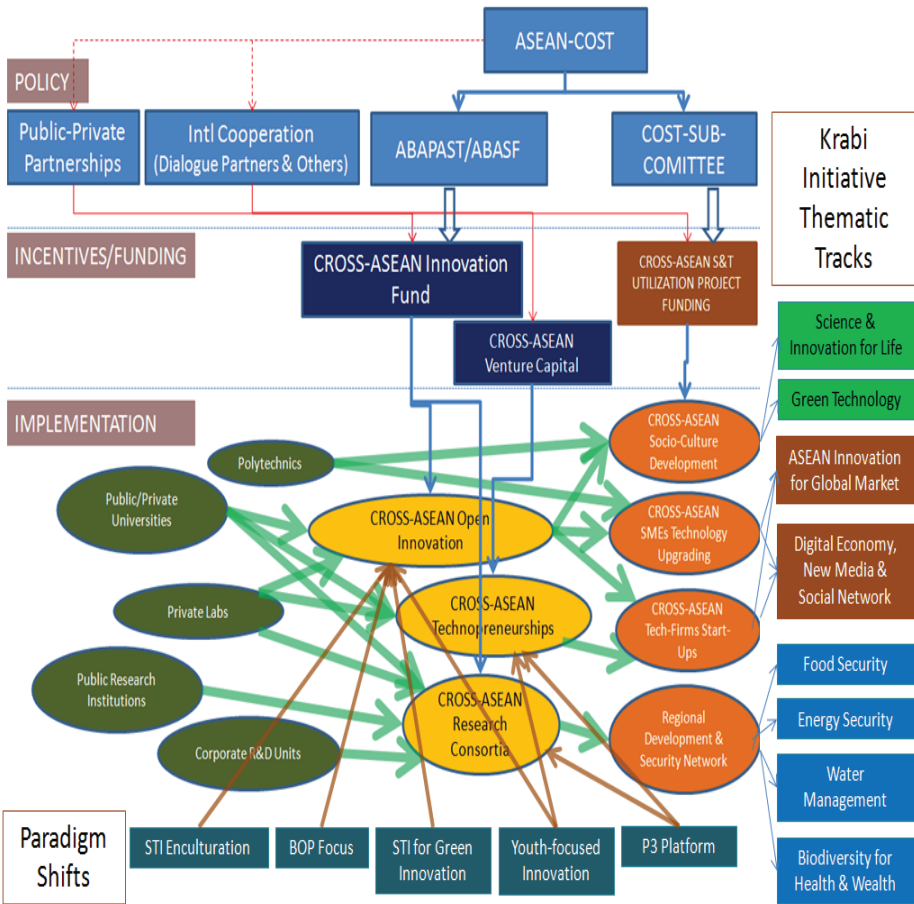 ASEAN-COST
POLICY
Public-Private
Partnerships
Intl Cooperation
(Dialogue Partners & Others)
ABAPAST/ABASF
COST-SUB-
COMITTEE
Krabi
Initiative
Thematic
Tracks
INCENTIVES/FUNDING
CROSS-ASEAN Innovation
Fund
CROSS-ASEAN S&T
UTILIZATION PROJECT
FUNDING
CROSS-ASEAN
Venture Capital
Science &
Innovation for Life
Green Technology
ASEAN Innovation
for Global Market
Digital Economy,
New Media &
Social Network
Food Security
Energy Security
Water
Management
Biodiversity for
Health & Wealth
IMPLEMENTATION
Polytechnics
Public/Private
Universities
Private Labs
Public Research
Institutions
Corporate R&D Units
CROSS-ASEAN Open
Innovation
CROSS-ASEAN
Technopreneurships
CROSS-ASEAN
Research
Consortia
CROSS-ASEAN
Socio-Culture
Development
CROSS-ASEAN
SMEs Technology
Upgrading
CROSS-ASEAN
Tech-Firms Start-
Ups
Regional
Development &
Security Network
Paradigm
Shifts
STI Enculturation
BOP Focus
STI for Green
Innovation
Youth-focused
Innovation
P3 Platform